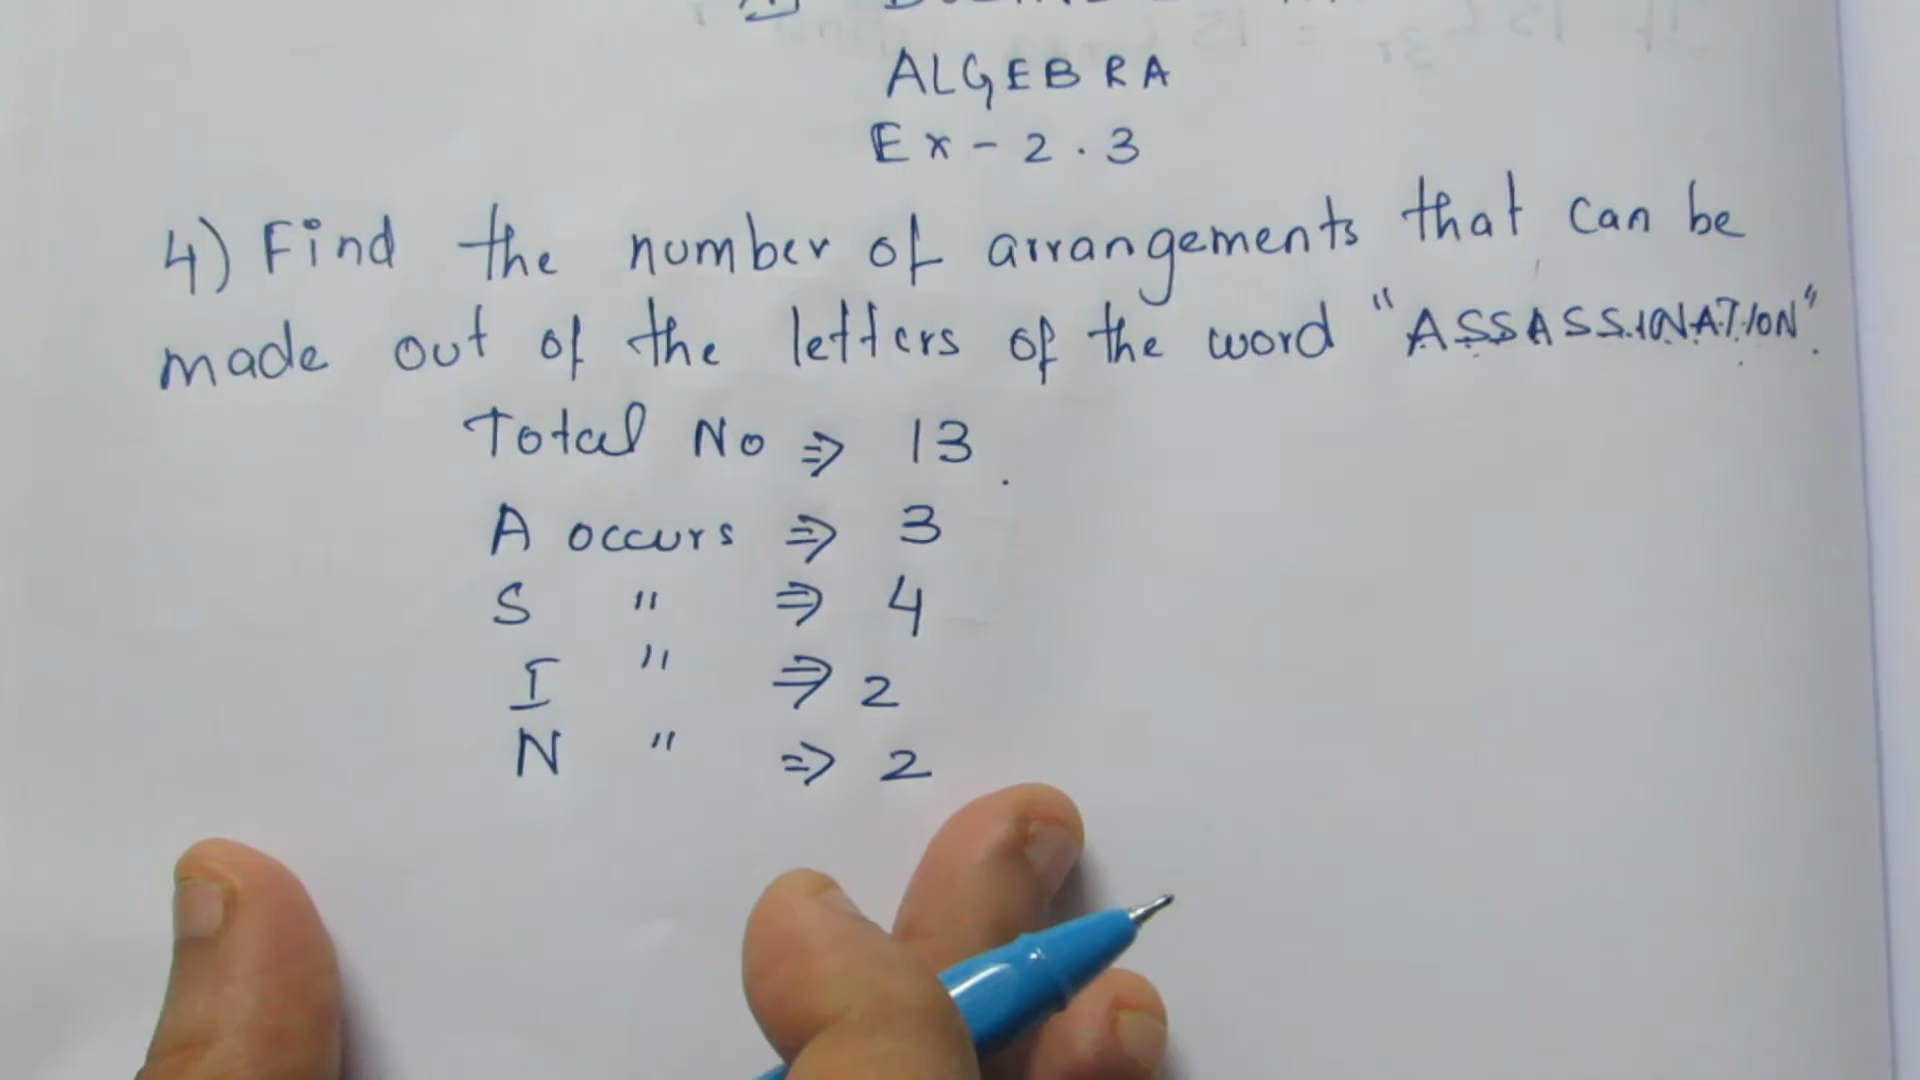 ALGEBRA
Ex - 2.3
4) Find the number of arrangements that can be
made out of the letters of the word "ASSASSINATION".
Total No ⇒ 13.
A occurs ⇒ 3
S " ⇒ 4
I " ⇒ 2
N " ⇒ 2